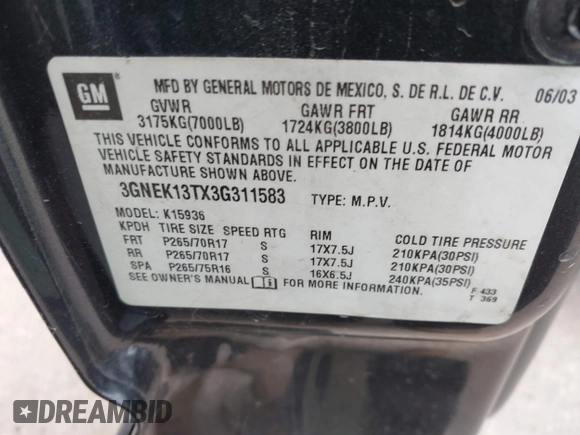 GM
MFD BY GENERAL MOTORS DE MEXICO, S. DE R.L. DE C.V. 06/03
GVWR GAWR FRT GAWR RR
3175KG(7000LB) 1724KG(3800LB) 1814KG(4000LB)
THIS VEHICLE CONFORMS TO ALL APPLICABLE U.S. FEDERAL MOTOR
VEHICLE SAFETY STANDARDS IN EFFECT ON THE DATE OF
MANUFACTURE SHOWN ABOVE.
3GNEK13TX3G311583 TYPE: M.P.V.
MODEL: K15936
KPDH TIRE SIZE SPEED RTG RIM COLD TIRE PRESSURE
FRT P265/70R17 S 17X7.5J 210KPA(30PSI)
RR P265/70R17 S 17X7.5J 210KPA(30PSI)
SPA P265/75R16 S 16X6.5J 240KPA(35PSI)
SEE OWNER'S MANUAL FOR MORE INFORMATION.
F 433
T 369
DREAMBID